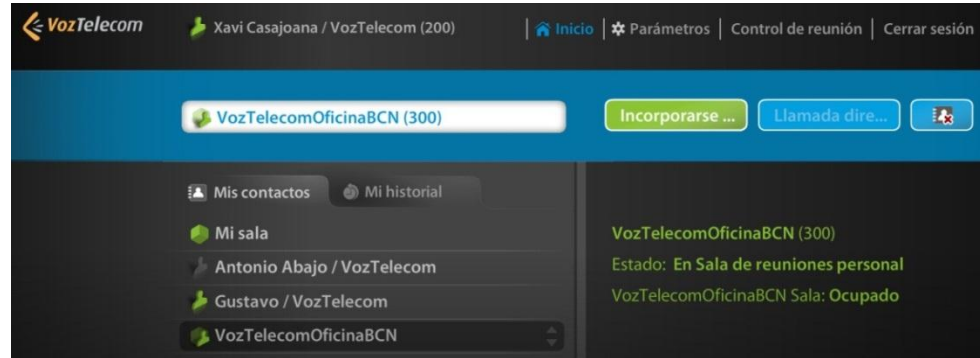 VozTelecom
Xavi Casajoana / VozTelecom (200)
Inicio
Parámetros
Control de reunión
Cerrar sesión
VozTelecomOficinaBCN (300)
Incorporarse ...
Llamada dire...
Mis contactos
Mi historial
Mi sala
Antonio Abajo / VozTelecom
Gustavo / VozTelecom
VozTelecomOficinaBCN
VozTelecomOficinaBCN (300)
Estado: En Sala de reuniones personal
VozTelecomOficinaBCN Sala: Ocupado